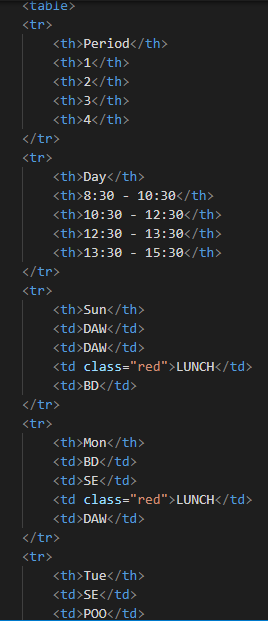 <table>
<tr>
<th>Period</th>
<th>1</th>
<th>2</th>
<th>3</th>
<th>4</th>
</tr>
<tr>
<th>Day</th>
<th>8:30 - 10:30</th>
<th>10:30 - 12:30</th>
<th>12:30 - 13:30</th>
<th>13:30 - 15:30</th>
</tr>
<tr>
<th>Sun</th>
<td>DAW</td>
<td>DAW</td>
<td class="red">LUNCH</td>
<td>BD</td>
</tr>
<tr>
<th>Mon</th>
<td>BD</td>
<td>SE</td>
<td class="red">LUNCH</td>
<td>DAW</td>
</tr>
<tr>
<th>Tue</th>
<td>SE</td>
<td>POO</td>